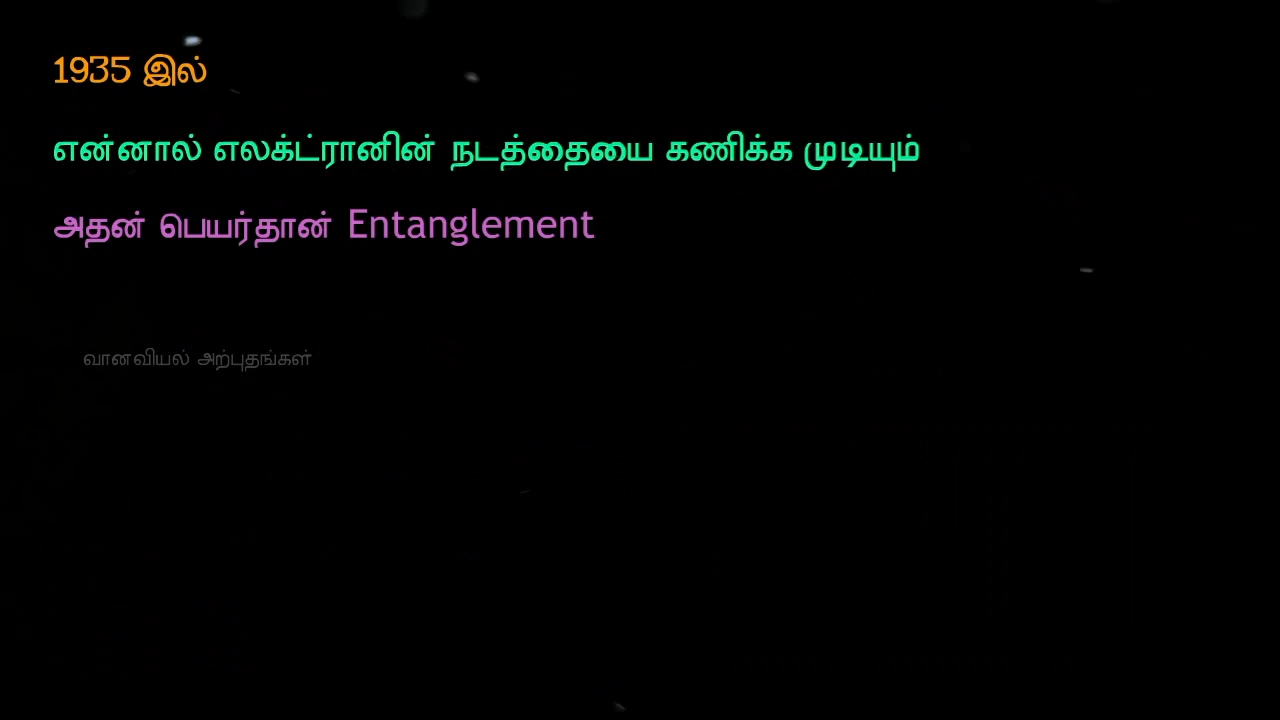 1935 இல்
என்னால் எலக்ட்ரானின் நடத்தையை கணிக்க முடியும்
அதன் பெயர்தான் Entanglement
வானவியல் அற்புதங்கள்